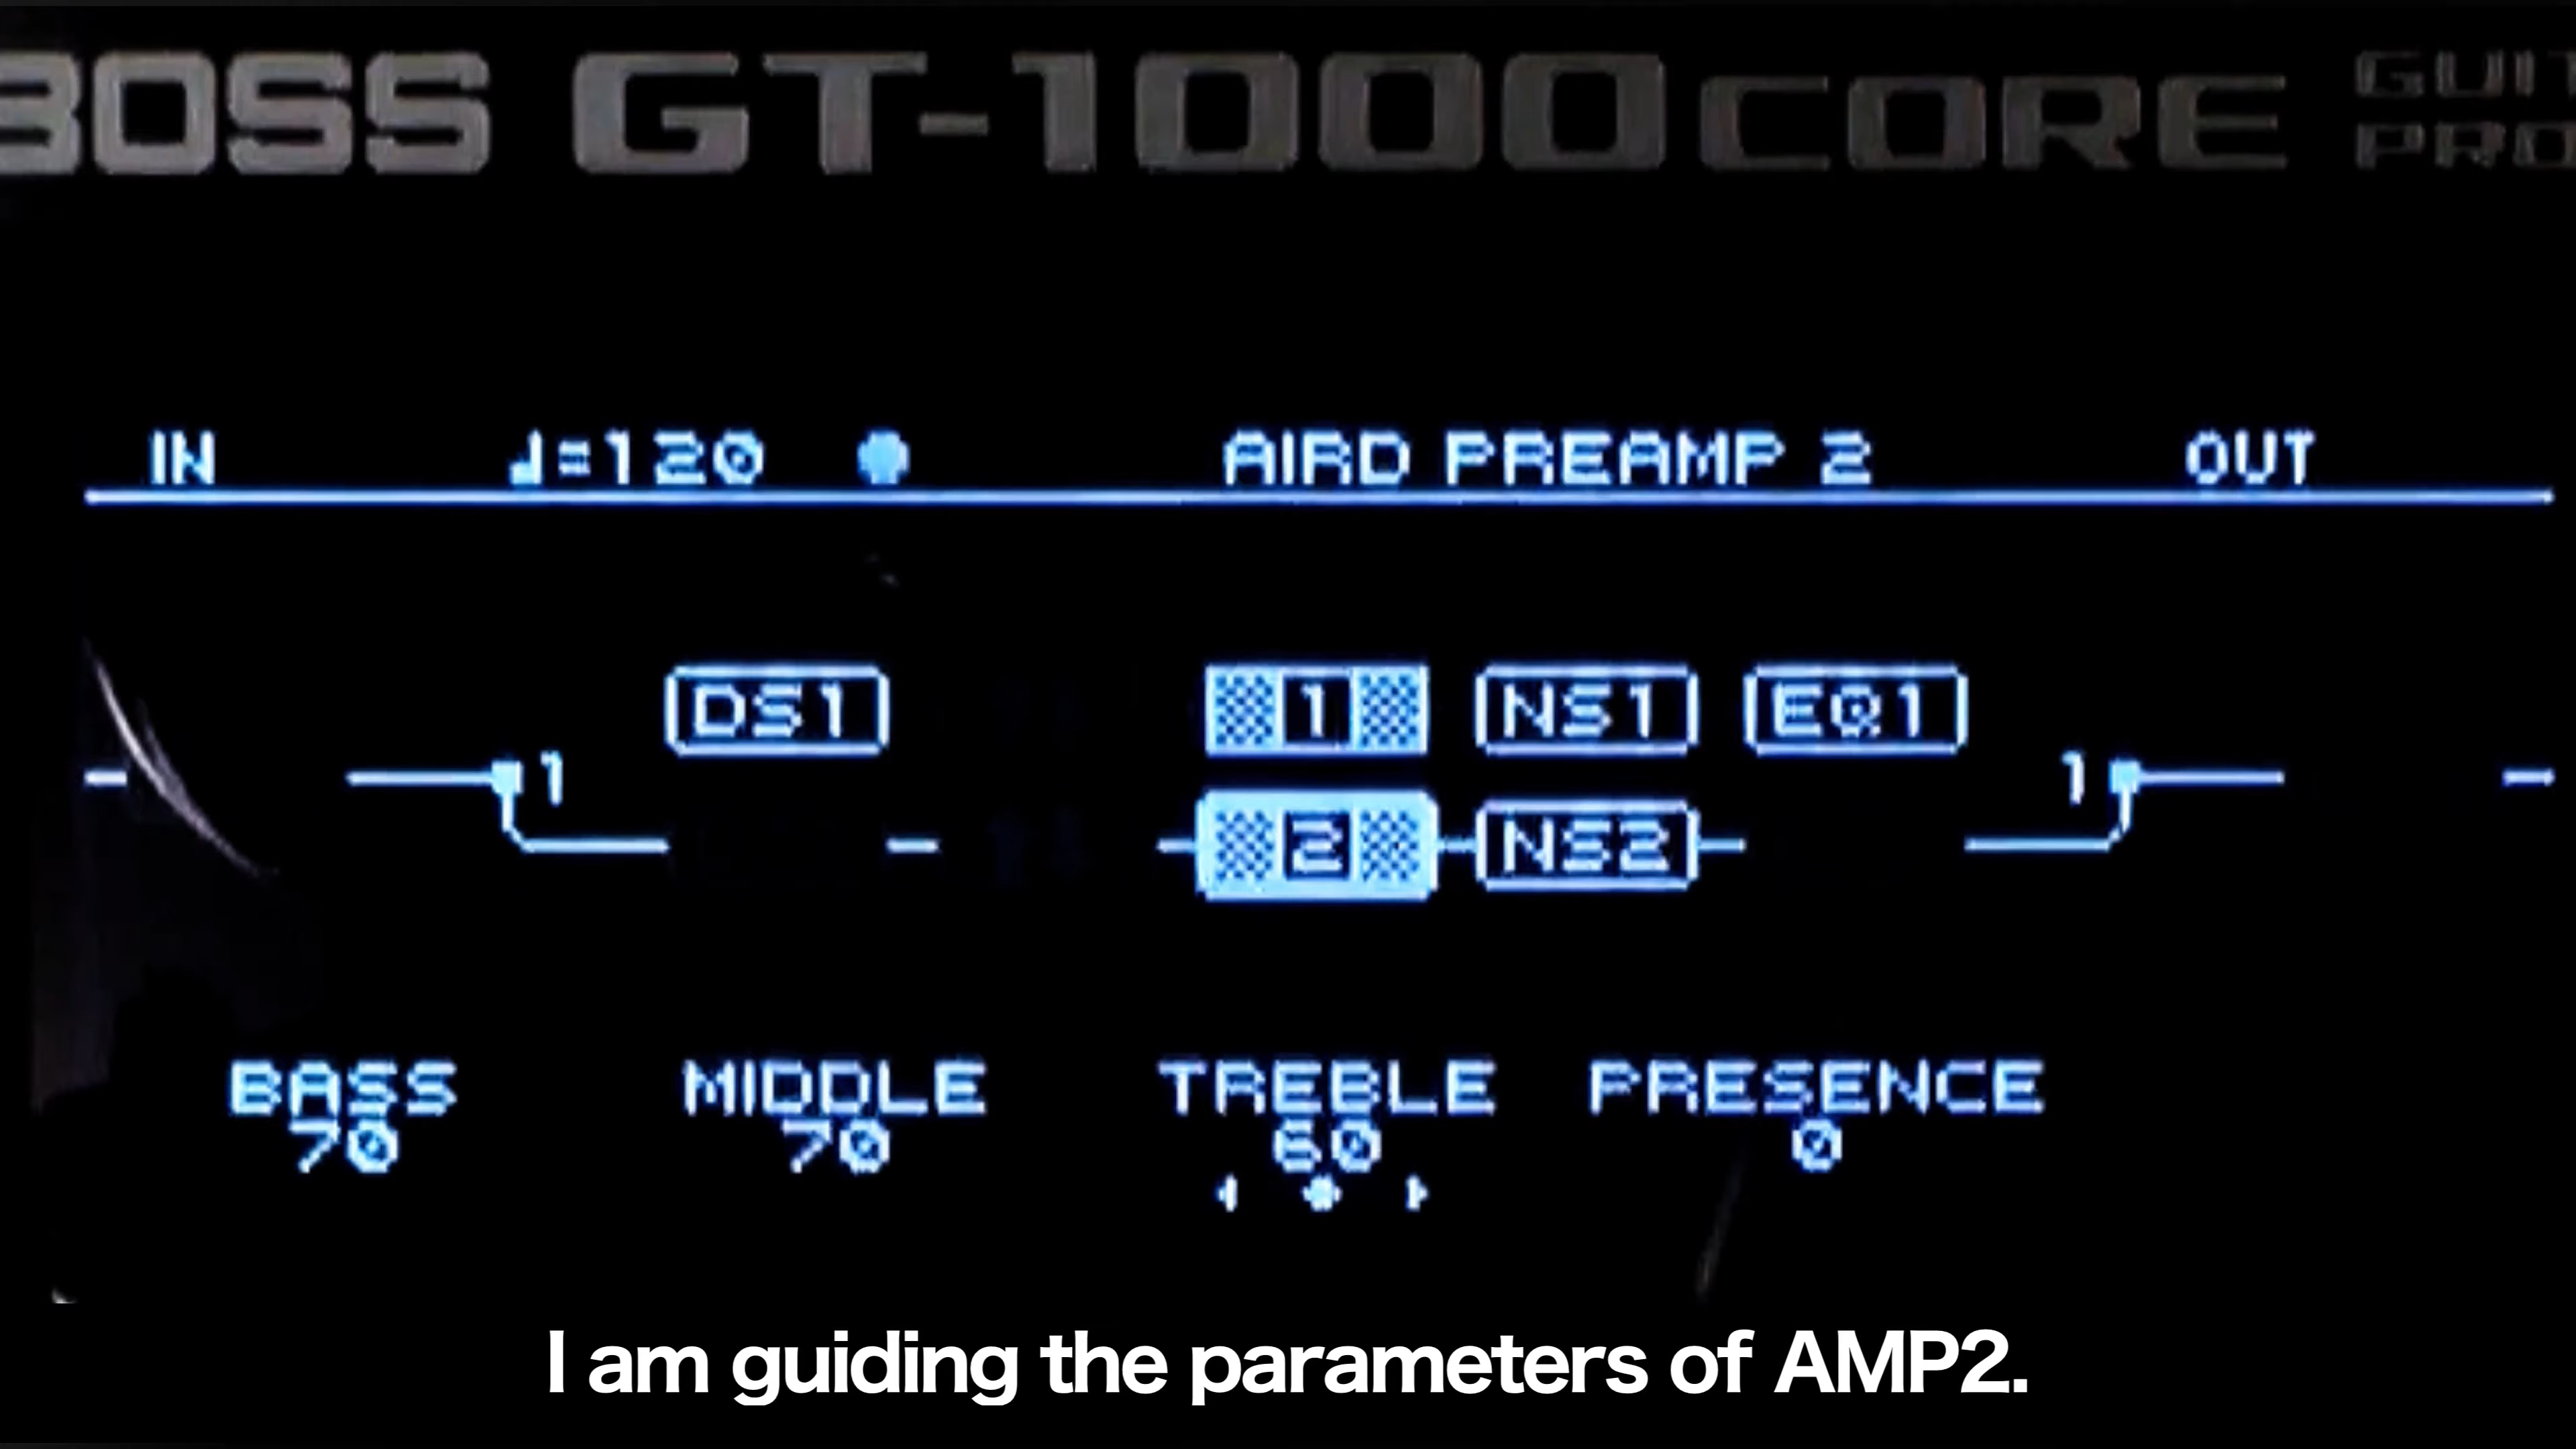 BOSS GT-1000CORE
IN ♩=120 AIRD PREAMP 2 OUT
DS1 1 NS1 EQ1
1 1
2 NS2
BASS MIDDLE TREBLE PRESENCE
70 70 60 0
I am guiding the parameters of AMP2.